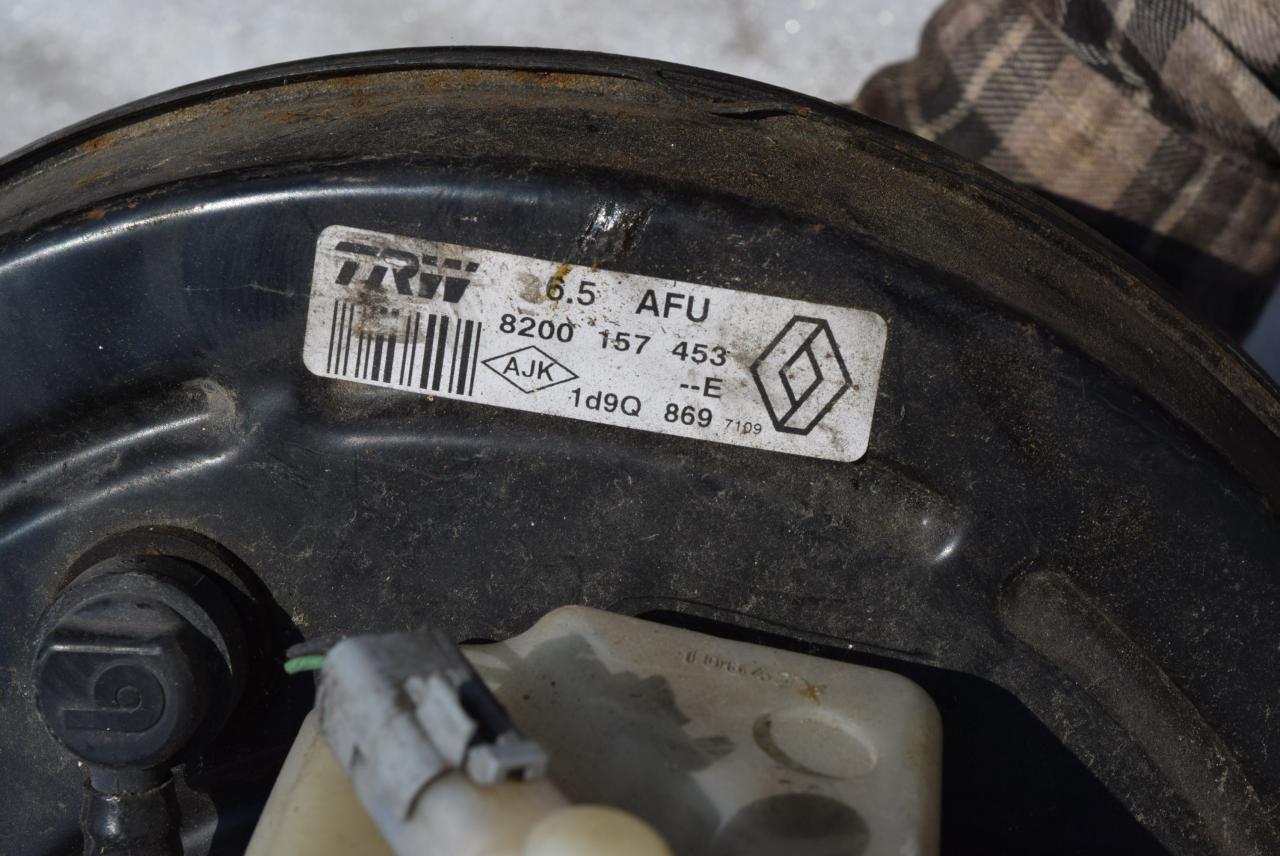 TRW 6.5 AFU
8200 157 453
AJK --E
1d9Q 869 7109